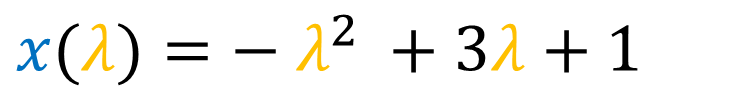 x(λ) = − λ² + 3λ + 1